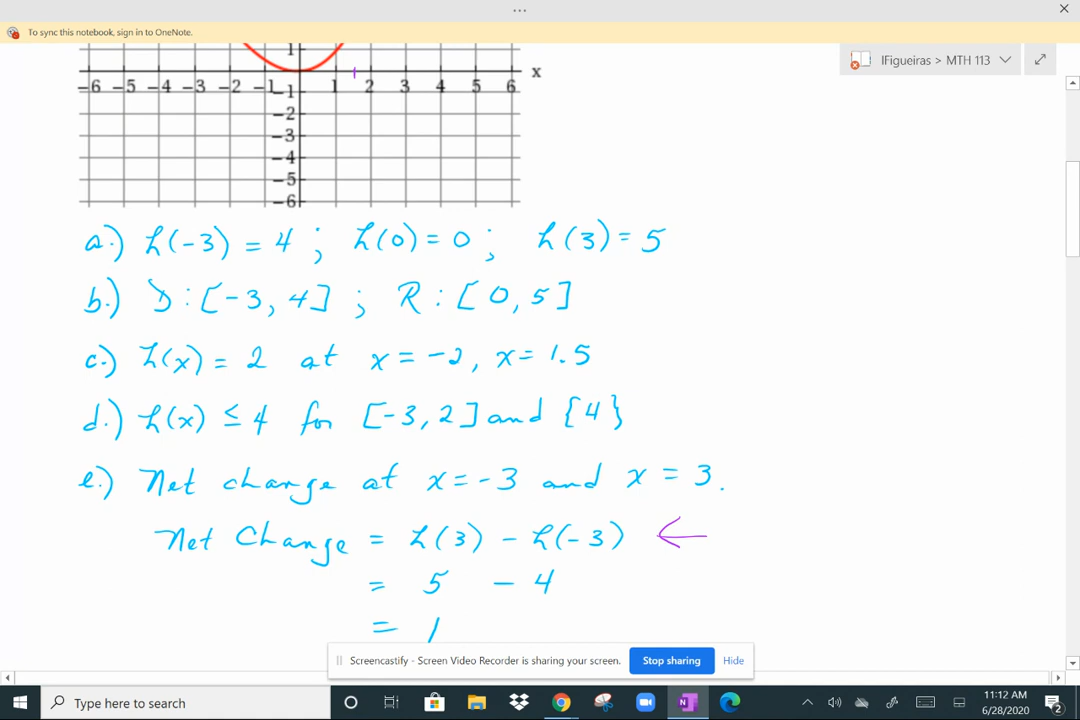 To sync this notebook, sign in to OneNote.
IFigueiras > MTH 113
1
x
-6 -5 -4 -3 -2 -1 -1 1 2 3 4 5 6
-2
-3
-4
-5
-6
a.) h(-3) = 4 ; h(0) = 0 ; h(3) = 5
b.) D : [-3, 4] ; R : [0, 5]
c.) h(x) = 2 at x = -2, x = 1.5
d.) h(x) ≤ 4 for [-3, 2] and {4}
e.) Net change at x = -3 and x = 3.
Net Change = h(3) - h(-3) ←
= 5 - 4
= 1
Screencastify - Screen Video Recorder is sharing your screen. Stop sharing Hide
Type here to search
11:12 AM
6/28/2020
2